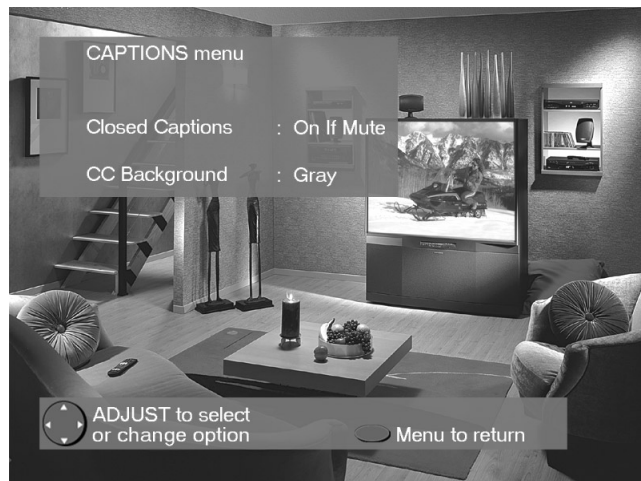 CAPTIONS menu
Closed Captions : On If Mute
CC Background : Gray
ADJUST to select
or change option
Menu to return